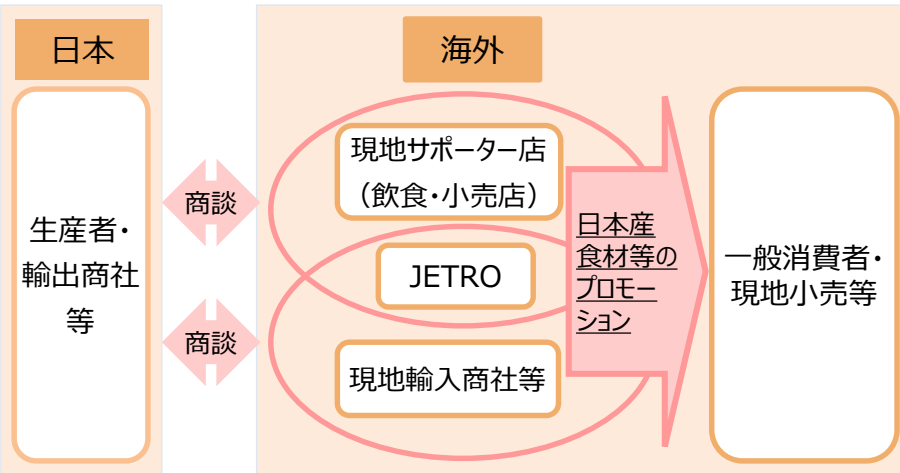 日本
海外
生産者・
輸出商社
等
商談
商談
現地サポーター店
（飲食・小売店）
JETRO
現地輸入商社等
日本産
食材等の
プロモー
ション
一般消費者・
現地小売等